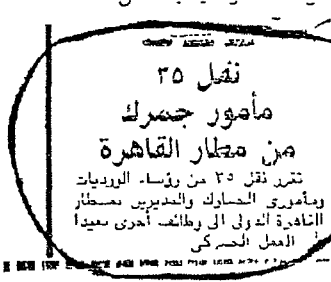 نقل ٣٥
مأمور جمرك
من مطار القاهرة
تقرر نقل ٣٥ من رؤساء الورديات
ومأموري الجمارك والمديرين بمطار
القاهرة الدولي الى وظائف أخرى بعيدا
العمل الجمركي